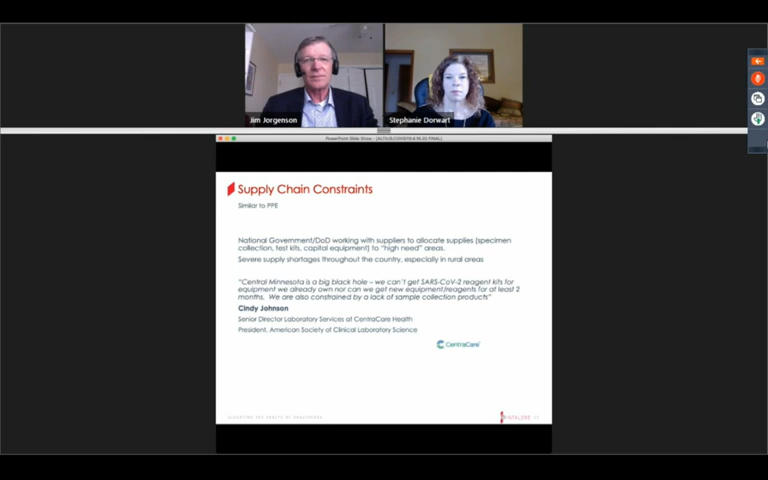 Jim Jorgenson
Stephanie Dorwart
Supply Chain Constraints
Similar to PPE
National Government/DoD working with suppliers to allocate supplies (specimen
collection, test kits, capital equipment) to "high need" areas.
Severe supply shortages throughout the country, especially in rural areas
"Central Minnesota is a big black hole – we can't get SARS-CoV-2 reagent kits for
equipment we already own nor can we get new equipment/reagents for at least 2
months. We are also constrained by a lack of sample collection products"
Cindy Johnson
Senior Director Laboratory Services at CentraCare Health
President, American Society of Clinical Laboratory Science
CentraCare